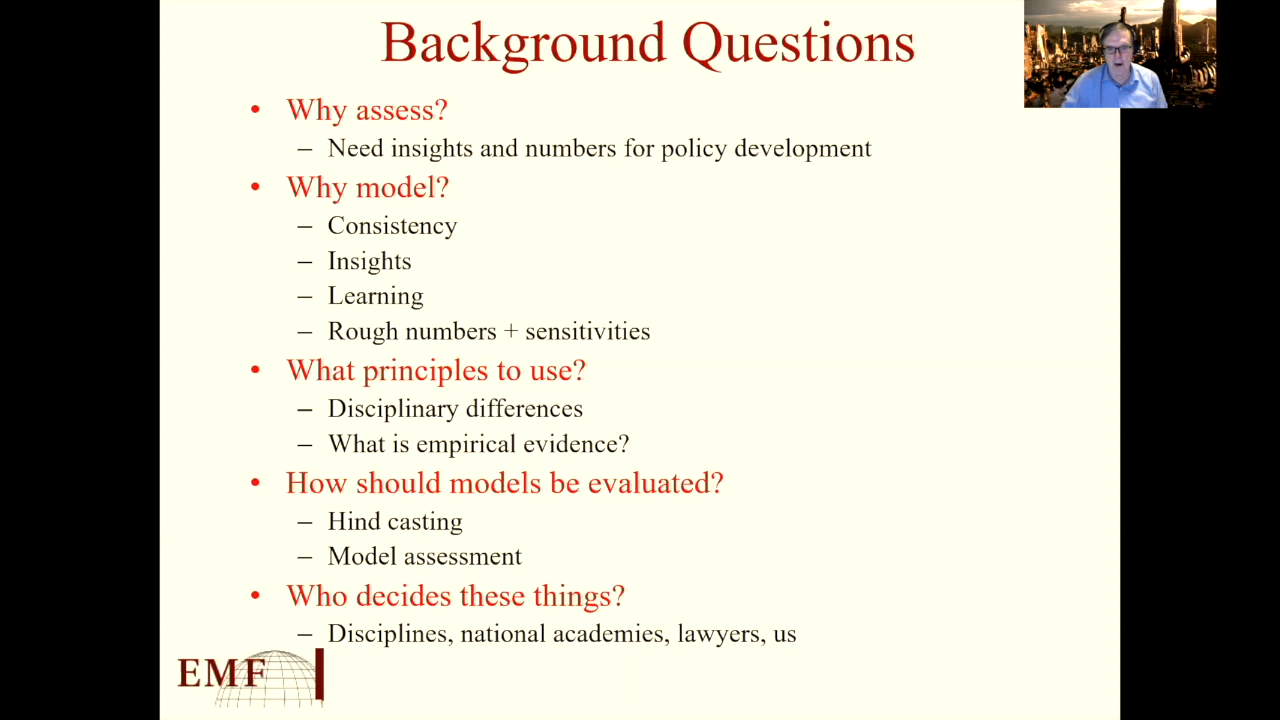 Background Questions
• Why assess?
– Need insights and numbers for policy development
• Why model?
– Consistency
– Insights
– Learning
– Rough numbers + sensitivities
• What principles to use?
– Disciplinary differences
– What is empirical evidence?
• How should models be evaluated?
– Hind casting
– Model assessment
• Who decides these things?
– Disciplines, national academies, lawyers, us
EMF